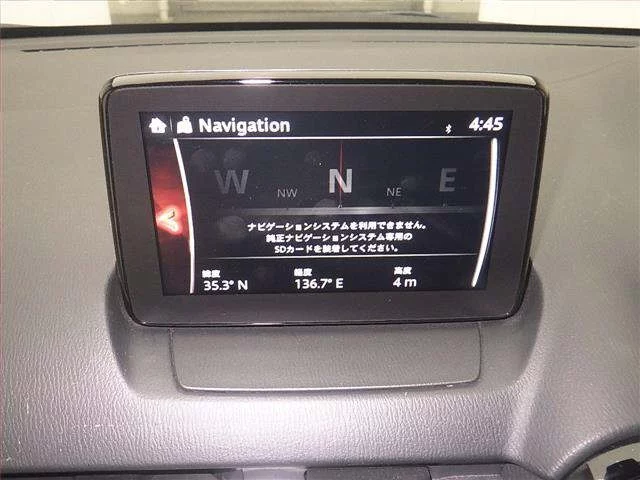 Navigation 4:45
W NW N NE E
ナビゲーションシステムを利用できません。
純正ナビゲーションシステム専用の
SDカードを装着してください。
緯度 経度 高度
35.3° N 136.7° E 4 m